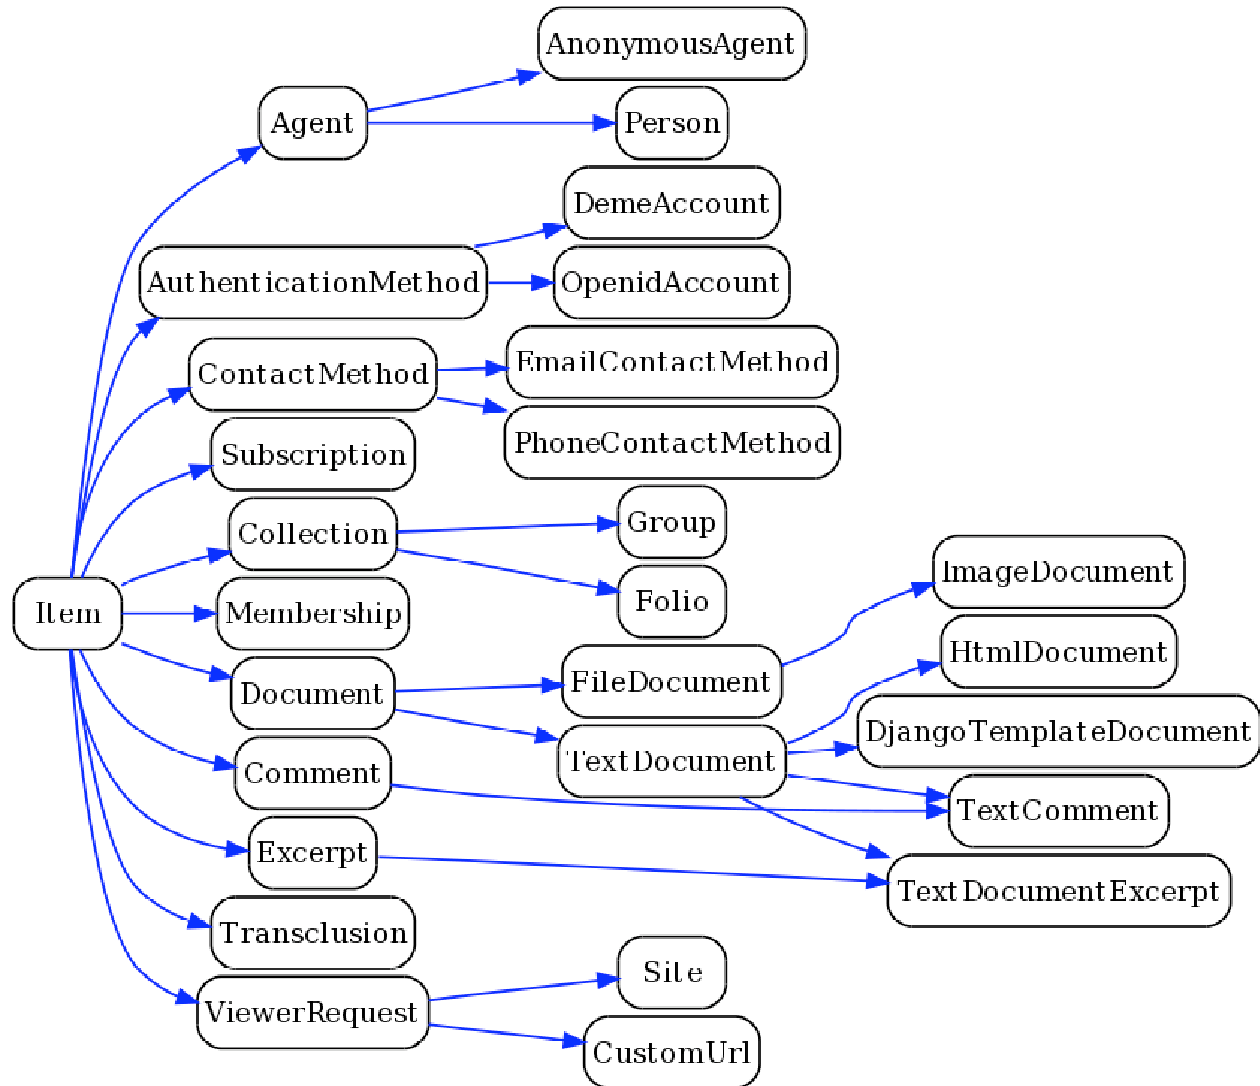 AnonymousAgent
Agent
Person
DemeAccount
AuthenticationMethod
OpenidAccount
EmailContactMethod
ContactMethod
PhoneContactMethod
Subscription
Group
Collection
ImageDocument
Folio
Item
Membership
HtmlDocument
FileDocument
Document
DjangoTemplateDocument
TextDocument
Comment
TextComment
Excerpt
TextDocumentExcerpt
Transclusion
Site
ViewerRequest
CustomUrl